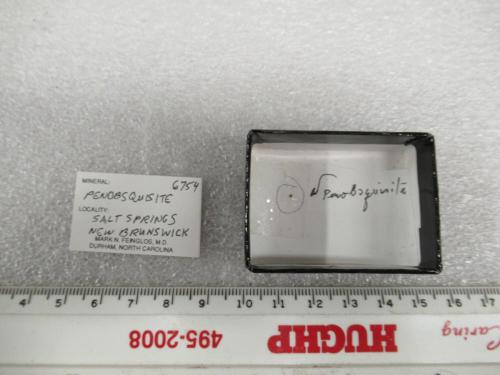 MINERAL: 6754
PENOBSQUISITE
LOCALITY:
SALT SPRINGS
NEW BRUNSWICK
MARK N. FEINGLOS, M.D.
DURHAM, NORTH CAROLINA
√ Penobsquisite
4 5 6 7 8 9 10 11 12 13 14 15 16 17
495-2008 HUGHP Caring